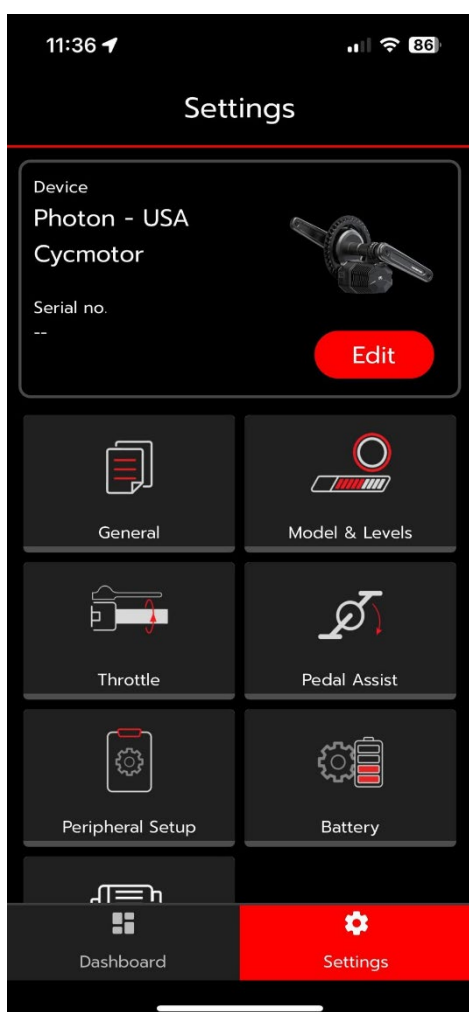 11:36
86
Settings
Device
Photon - USA
Cycmotor
Serial no.
--
Edit
General
Model & Levels
Throttle
Pedal Assist
Peripheral Setup
Battery
Dashboard
Settings